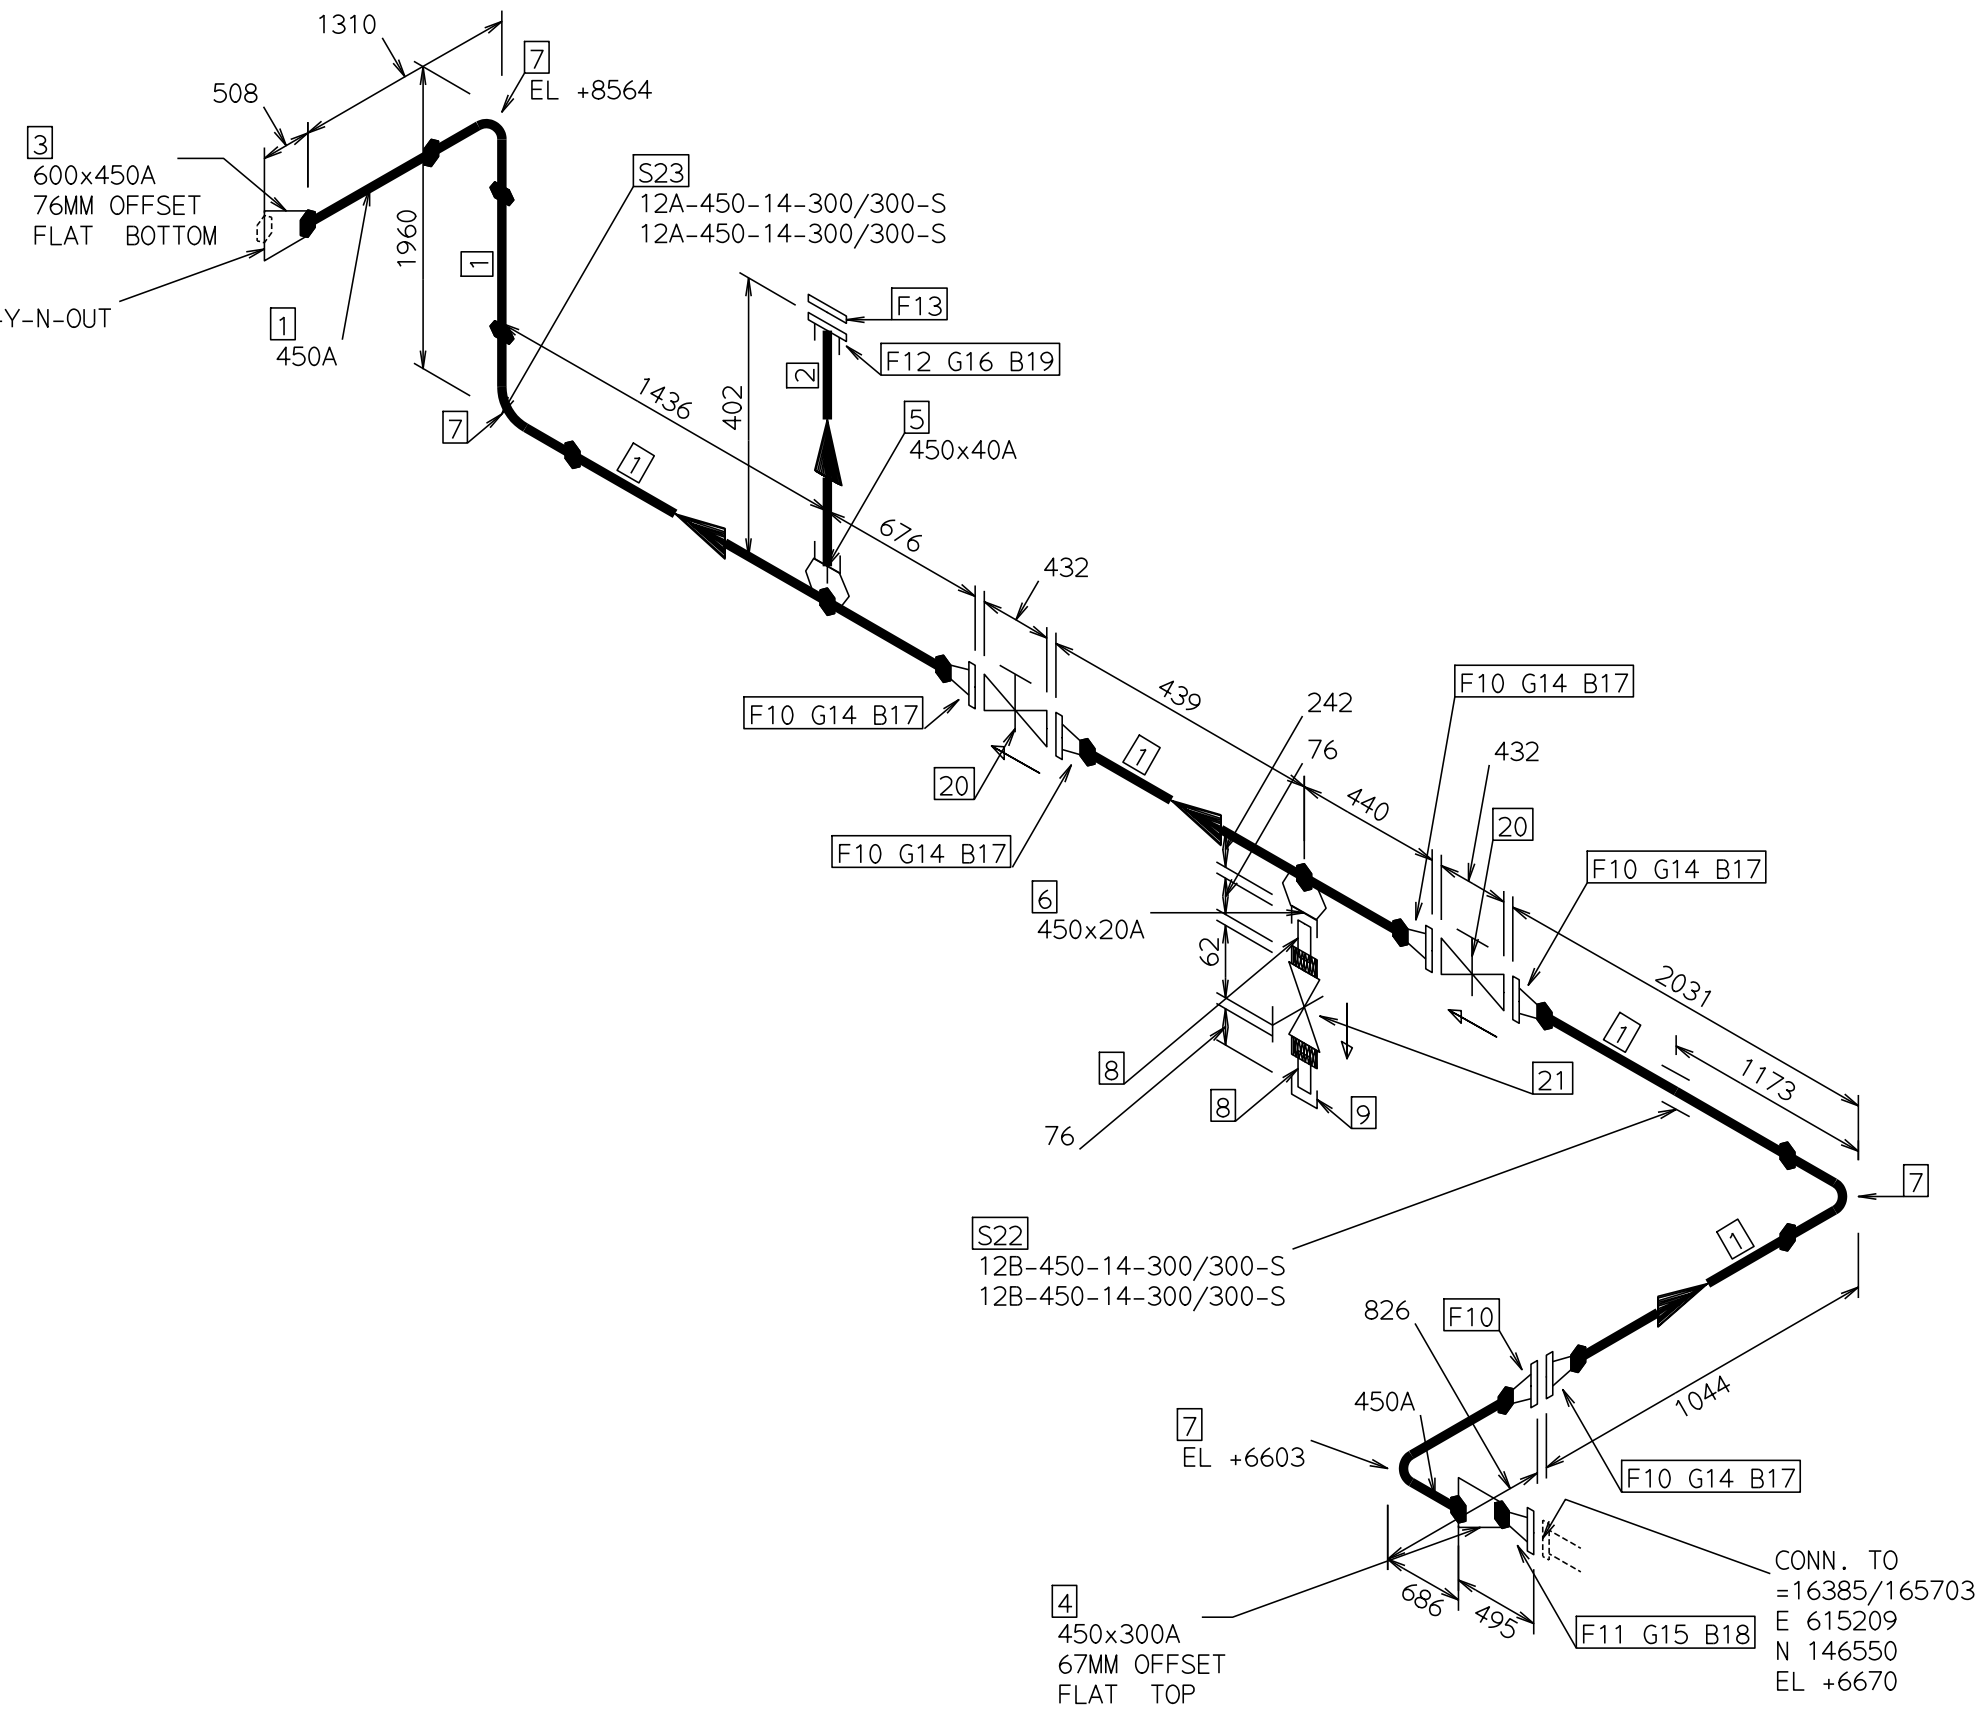 1310
7
EL +8564
508
3
600x450A
76MM OFFSET
FLAT BOTTOM
S23
12A-450-14-300/300-S
12A-450-14-300/300-S
1960
1
-Y-N-OUT
1
450A
F13
F12 G16 B19
2
402
1436
7
5
450x40A
1
676
432
F10 G14 B17
439
F10 G14 B17
242
76
1
20
432
440
20
F10 G14 B17
F10 G14 B17
6
450x20A
62
2031
1
1173
8
21
8
9
76
7
S22
12B-450-14-300/300-S
12B-450-14-300/300-S
1
826
F10
1044
450A
7
EL +6603
F10 G14 B17
686
495
4
450x300A
67MM OFFSET
FLAT TOP
F11 G15 B18
CONN. TO
=16385/165703
E 615209
N 146550
EL +6670